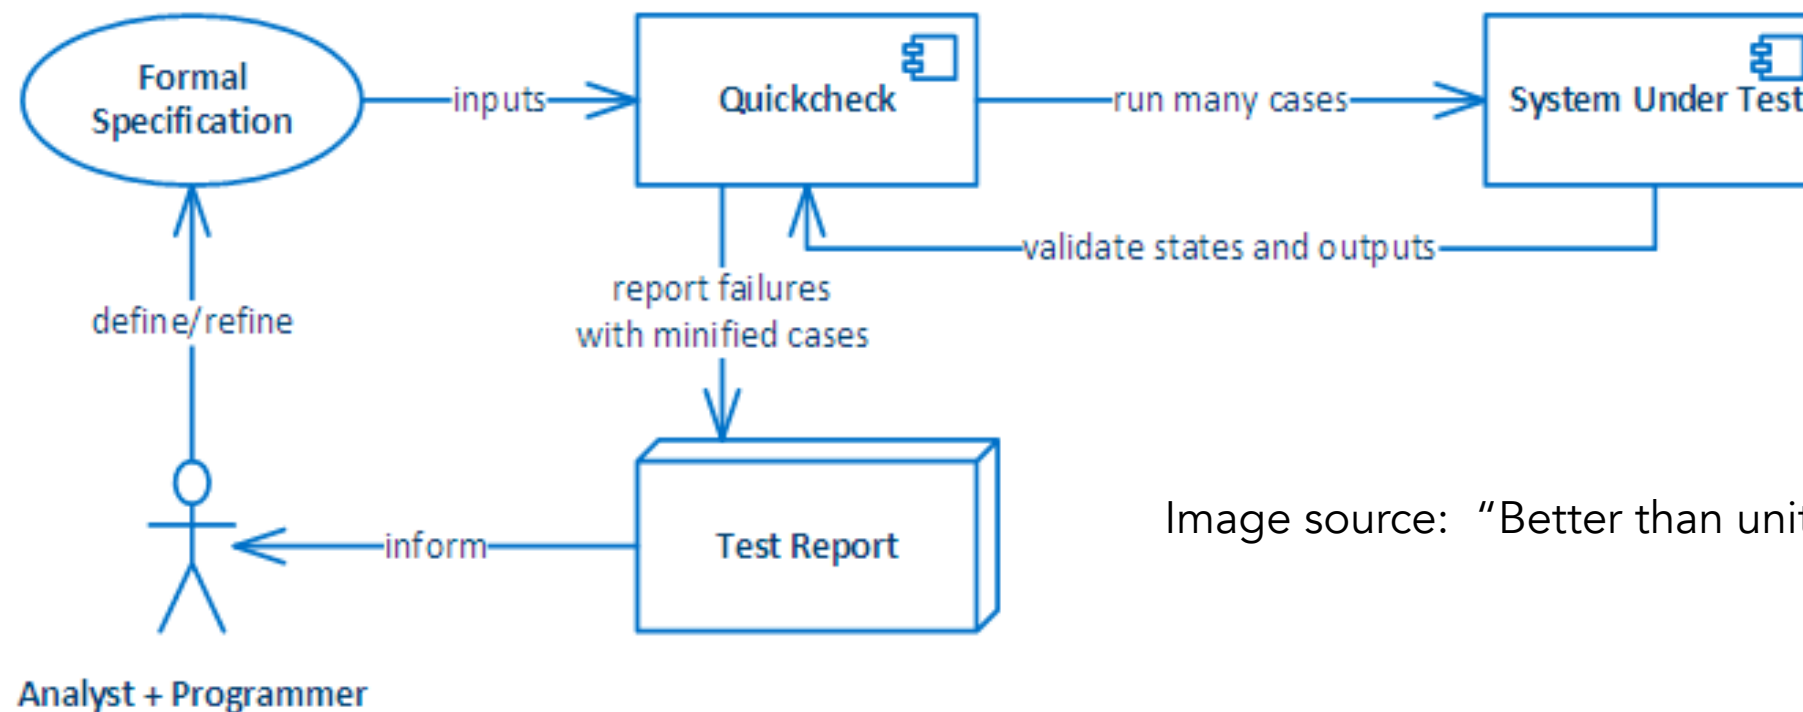 Formal
Specification
inputs
Quickcheck
run many cases
System Under Test
validate states and outputs
report failures
with minified cases
define/refine
Image source: “Better than
inform
Test Report
Analyst + Programmer